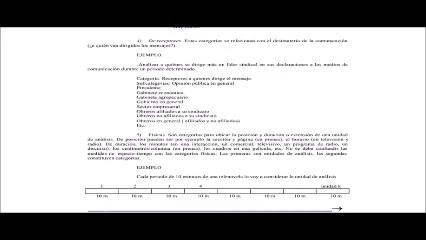 4) De receptores. Estas categorías se relacionan con el destinatario de la comunicación
(¿a quién van dirigidos los mensajes?).
EJEMPLO
Analizar a quiénes se dirige más un líder sindical en sus declaraciones a los medios de
comunicación durante un período determinado.
Categoría: Receptores a quienes dirige el mensaje
Subcategorías: Opinión pública en general
Presidente
Gabinete económico
Gabinete agropecuario
Gobierno en general
Sector empresarial
Obreros afiliados a su sindicato
Obreros no afiliados a su sindicato
Obreros en general (afiliados y no afiliados)
Etc.
5) Físicas. Son categorías para ubicar la posición y duración o extensión de una unidad
de análisis. De posición pueden ser por ejemplo la sección y página (en prensa), el horario (en televisión y
radio). De duración, los minutos (en una interacción, un comercial televisivo, un programa de radio, un
discurso), los centímetros/columna (en prensa), los cuadros en una película, etc. No se debe confundir las
medidas de espacio-tiempo con las categorías físicas. Las primeras son unidades de análisis, las segundas
constituyen categorías.
EJEMPLO
Cada período de 10 minutos de una telenovela lo voy a considerar la unidad de análisis
1 2 3 4 unidad k
10 m 10 m 10 m 10 m 10 m 10 m 10 m 10 m